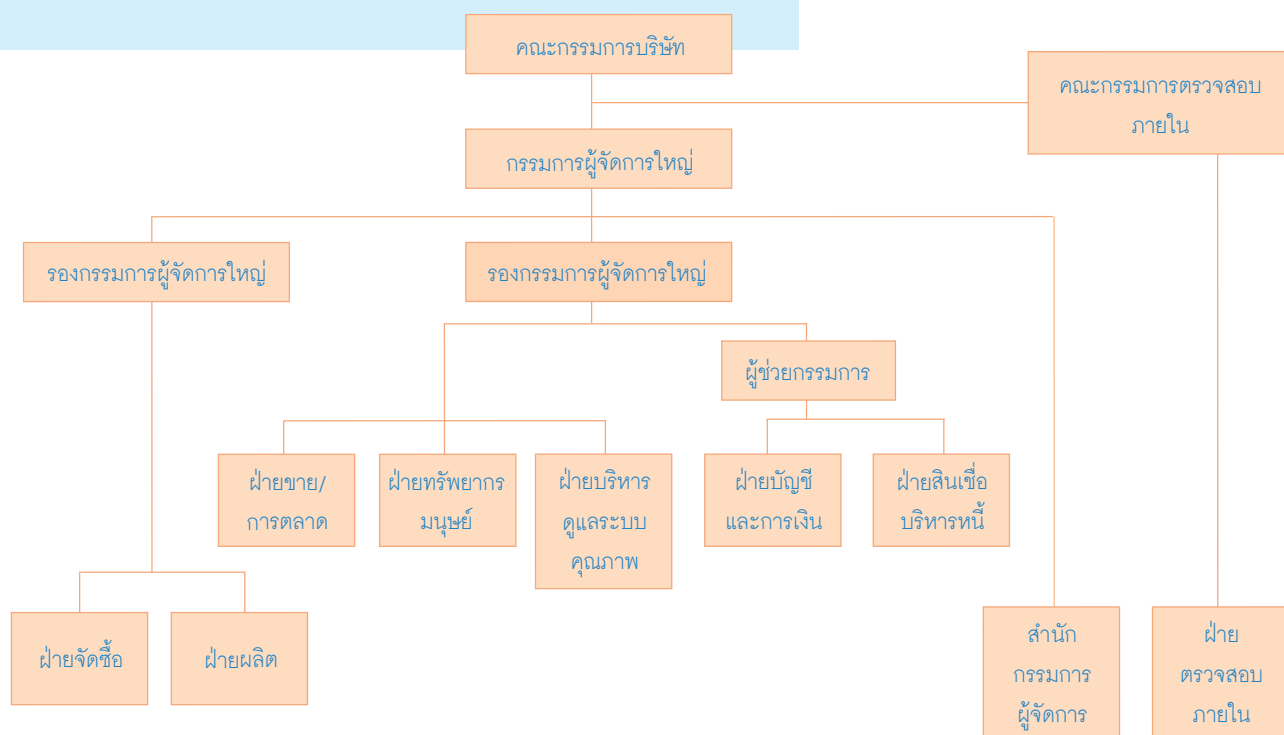 คณะกรรมการบริษัท
คณะกรรมการตรวจสอบ
ภายใน
กรรมการผู้จัดการใหญ่
รองกรรมการผู้จัดการใหญ่
รองกรรมการผู้จัดการใหญ่
ผู้ช่วยกรรมการ
ฝ่ายขาย/
การตลาด
ฝ่ายทรัพยากร
มนุษย์
ฝ่ายบริหาร
ดูแลระบบ
คุณภาพ
ฝ่ายบัญชี
และการเงิน
ฝ่ายสินเชื่อ
บริหารหนี้
ฝ่ายจัดซื้อ
ฝ่ายผลิต
สำนัก
กรรมการ
ผู้จัดการ
ฝ่าย
ตรวจสอบ
ภายใน